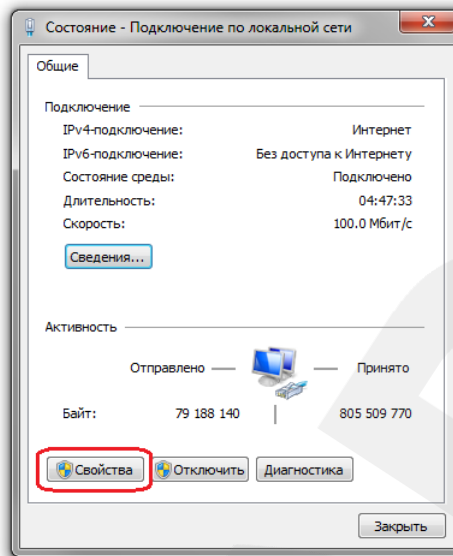 Состояние - Подключение по локальной сети
Общие
Подключение
IPv4-подключение: Интернет
IPv6-подключение: Без доступа к Интернету
Состояние среды: Подключено
Длительность: 04:47:33
Скорость: 100.0 Мбит/с
Сведения...
Активность
Отправлено — — Принято
Байт: 79 188 140 805 509 770
Свойства Отключить Диагностика
Закрыть